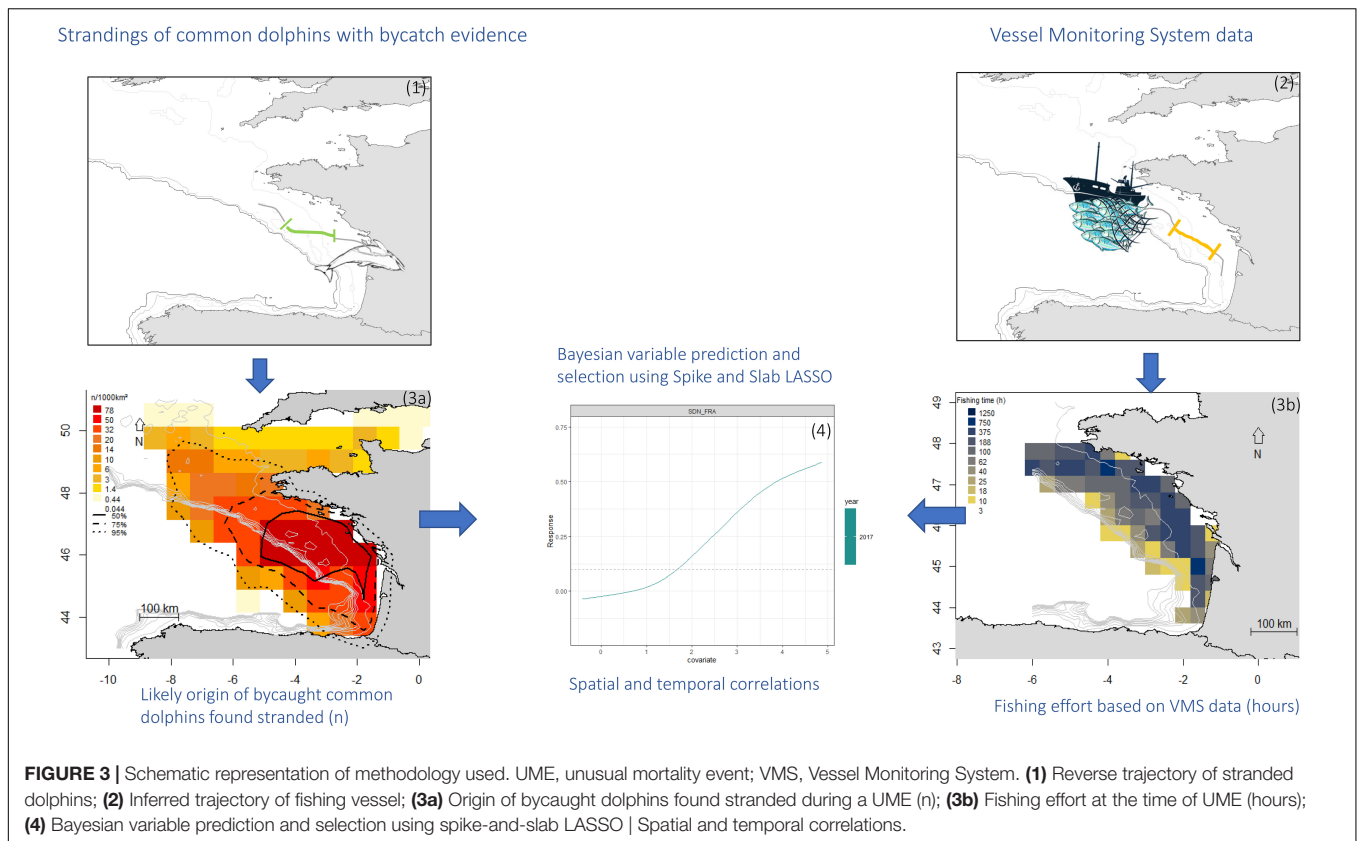 Strandings of common dolphins with bycatch evidence
Vessel Monitoring System data
(1)
(2)
Bayesian variable prediction and
selection using Spike and Slab LASSO
(3a)
n/1000km²
78
50
32
20
14
10
6
3
1.4
0.44
0.044
50%
75%
95%
N
100 km
50
48
46
44
-10
-8
-6
-4
-2
0
Likely origin of bycaught common
dolphins found stranded (n)
SDN_FRA
(4)
0.75
0.50
0.25
0.00
Response
0
1
2
3
4
5
covariate
year
2017
Spatial and temporal correlations
(3b)
Fishing time (h)
1250
750
375
188
100
62
40
25
18
10
3
N
100 km
49
48
47
46
45
44
43
-8
-6
-4
-2
0
Fishing effort based on VMS data (hours)
FIGURE 3 | Schematic representation of methodology used. UME, unusual mortality event; VMS, Vessel Monitoring System. (1) Reverse trajectory of stranded
dolphins; (2) Inferred trajectory of fishing vessel; (3a) Origin of bycaught dolphins found stranded during a UME (n); (3b) Fishing effort at the time of UME (hours);
(4) Bayesian variable prediction and selection using spike-and-slab LASSO | Spatial and temporal correlations.